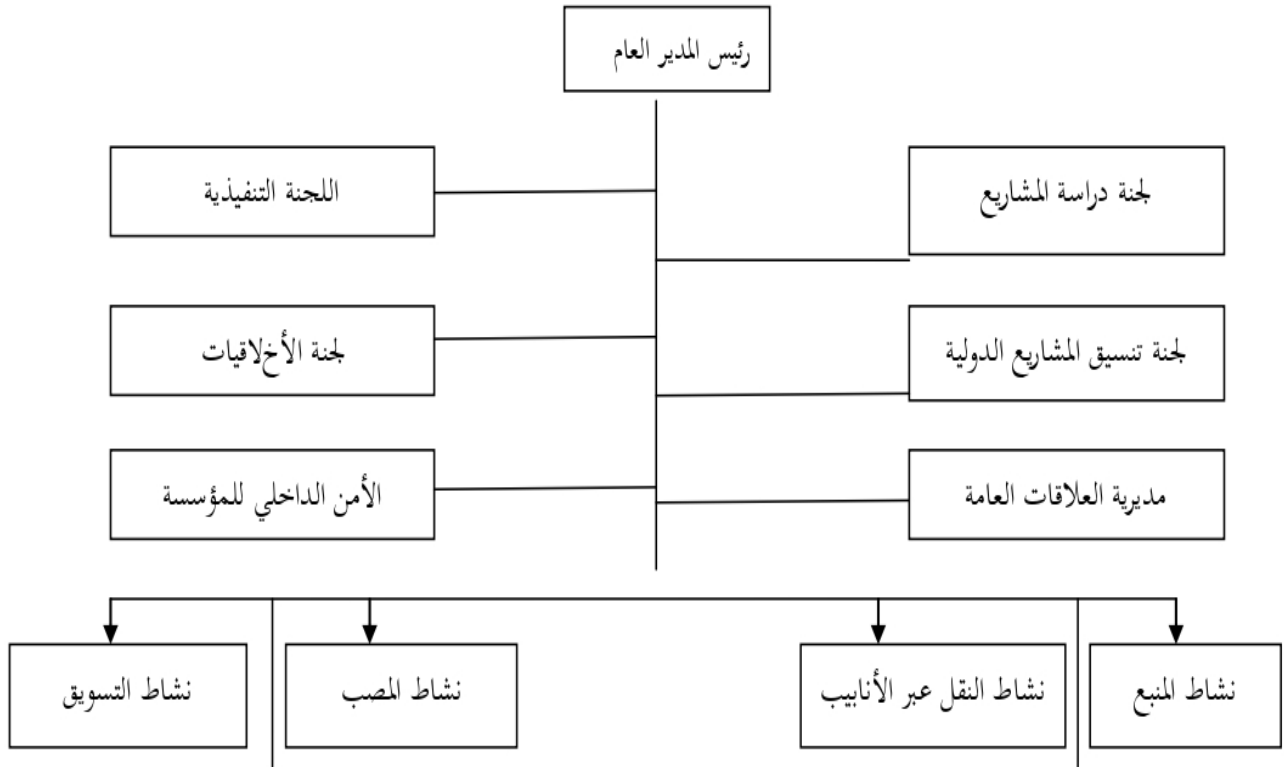 رئيس المدير العام
لجنة دراسة المشاريع
اللجنة التنفيذية
لجنة تنسيق المشاريع الدولية
لجنة الأخلاقيات
مديرية العلاقات العامة
الأمن الداخلي للمؤسسة
نشاط المنبع
نشاط النقل عبر الأنابيب
نشاط المصب
نشاط التسويق